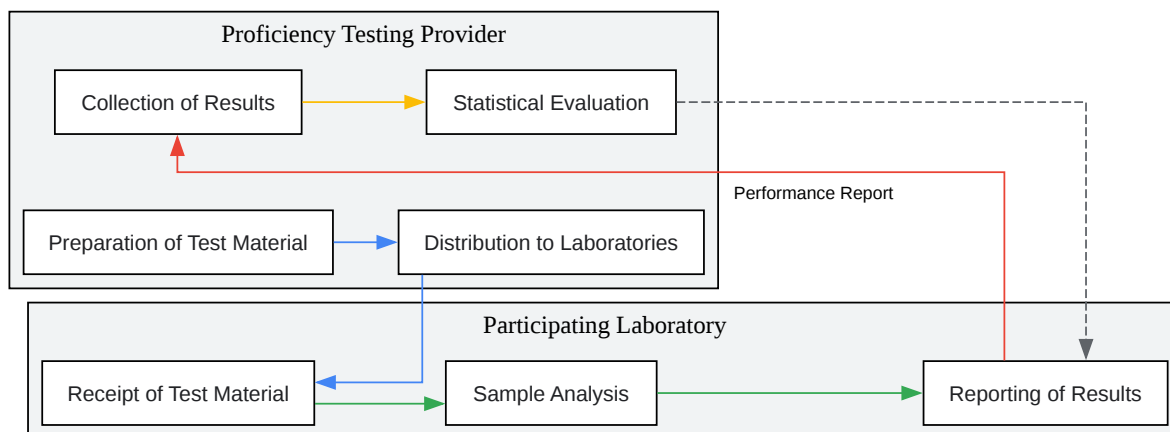 Proficiency Testing Provider
Collection of Results
Statistical Evaluation
Performance Report
Preparation of Test Material
Distribution to Laboratories
Participating Laboratory
Receipt of Test Material
Sample Analysis
Reporting of Results